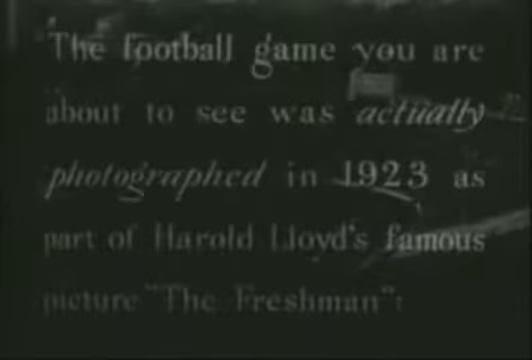 The football game you are
about to see was actually
photographed in 1923 as
part of Harold Lloyd's famous
picture "The Freshman":